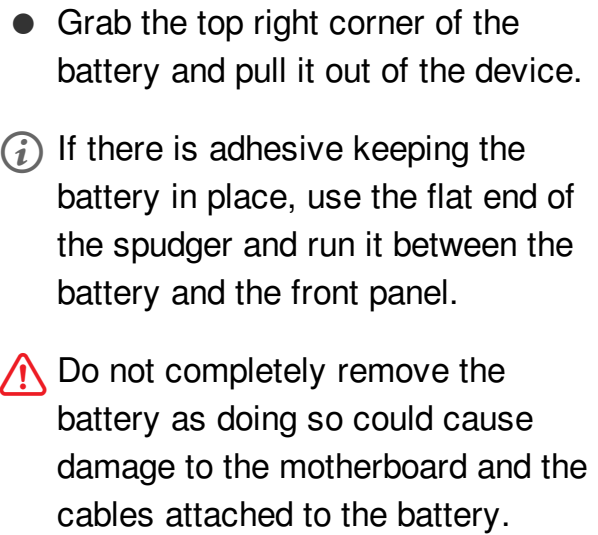 ● Grab the top right corner of the
battery and pull it out of the device.
If there is adhesive keeping the
battery in place, use the flat end of
the spudger and run it between the
battery and the front panel.
Do not completely remove the
battery as doing so could cause
damage to the motherboard and the
cables attached to the battery.